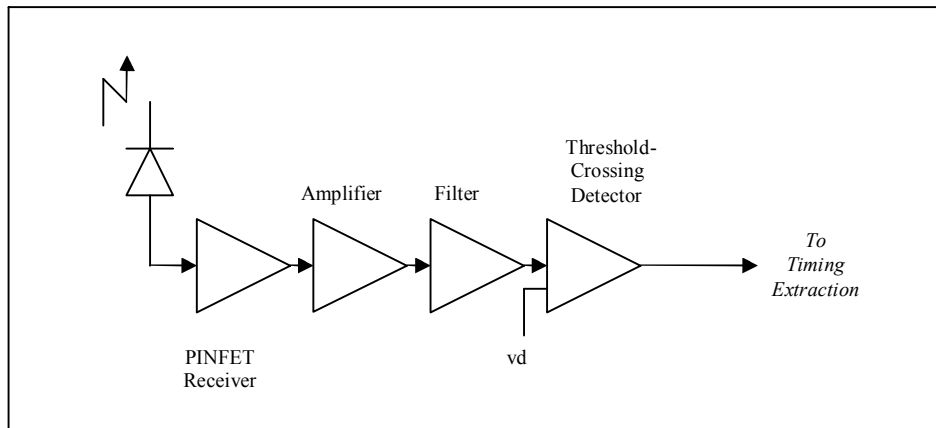 Threshold-
Crossing
Detector
Amplifier
Filter
To
Timing
Extraction
PINFET
Receiver
vd